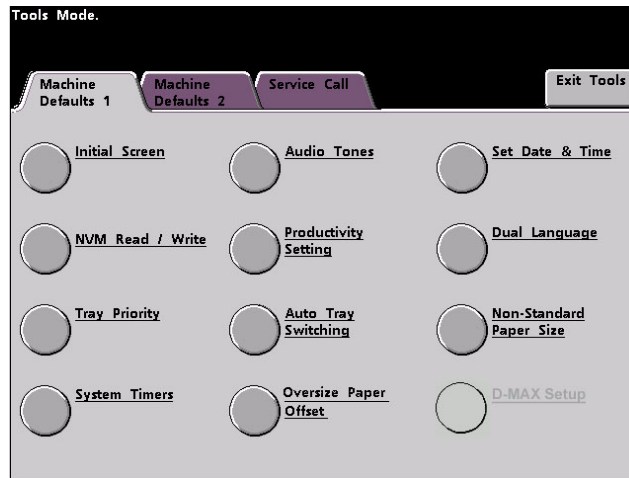 Tools Mode.
Machine
Defaults 1
Machine
Defaults 2
Service Call
Exit Tools
Initial Screen
Audio Tones
Set Date & Time
NVM Read / Write
Productivity
Setting
Dual Language
Tray Priority
Auto Tray
Switching
Non-Standard
Paper Size
System Timers
Oversize Paper
Offset
D-MAX Setup